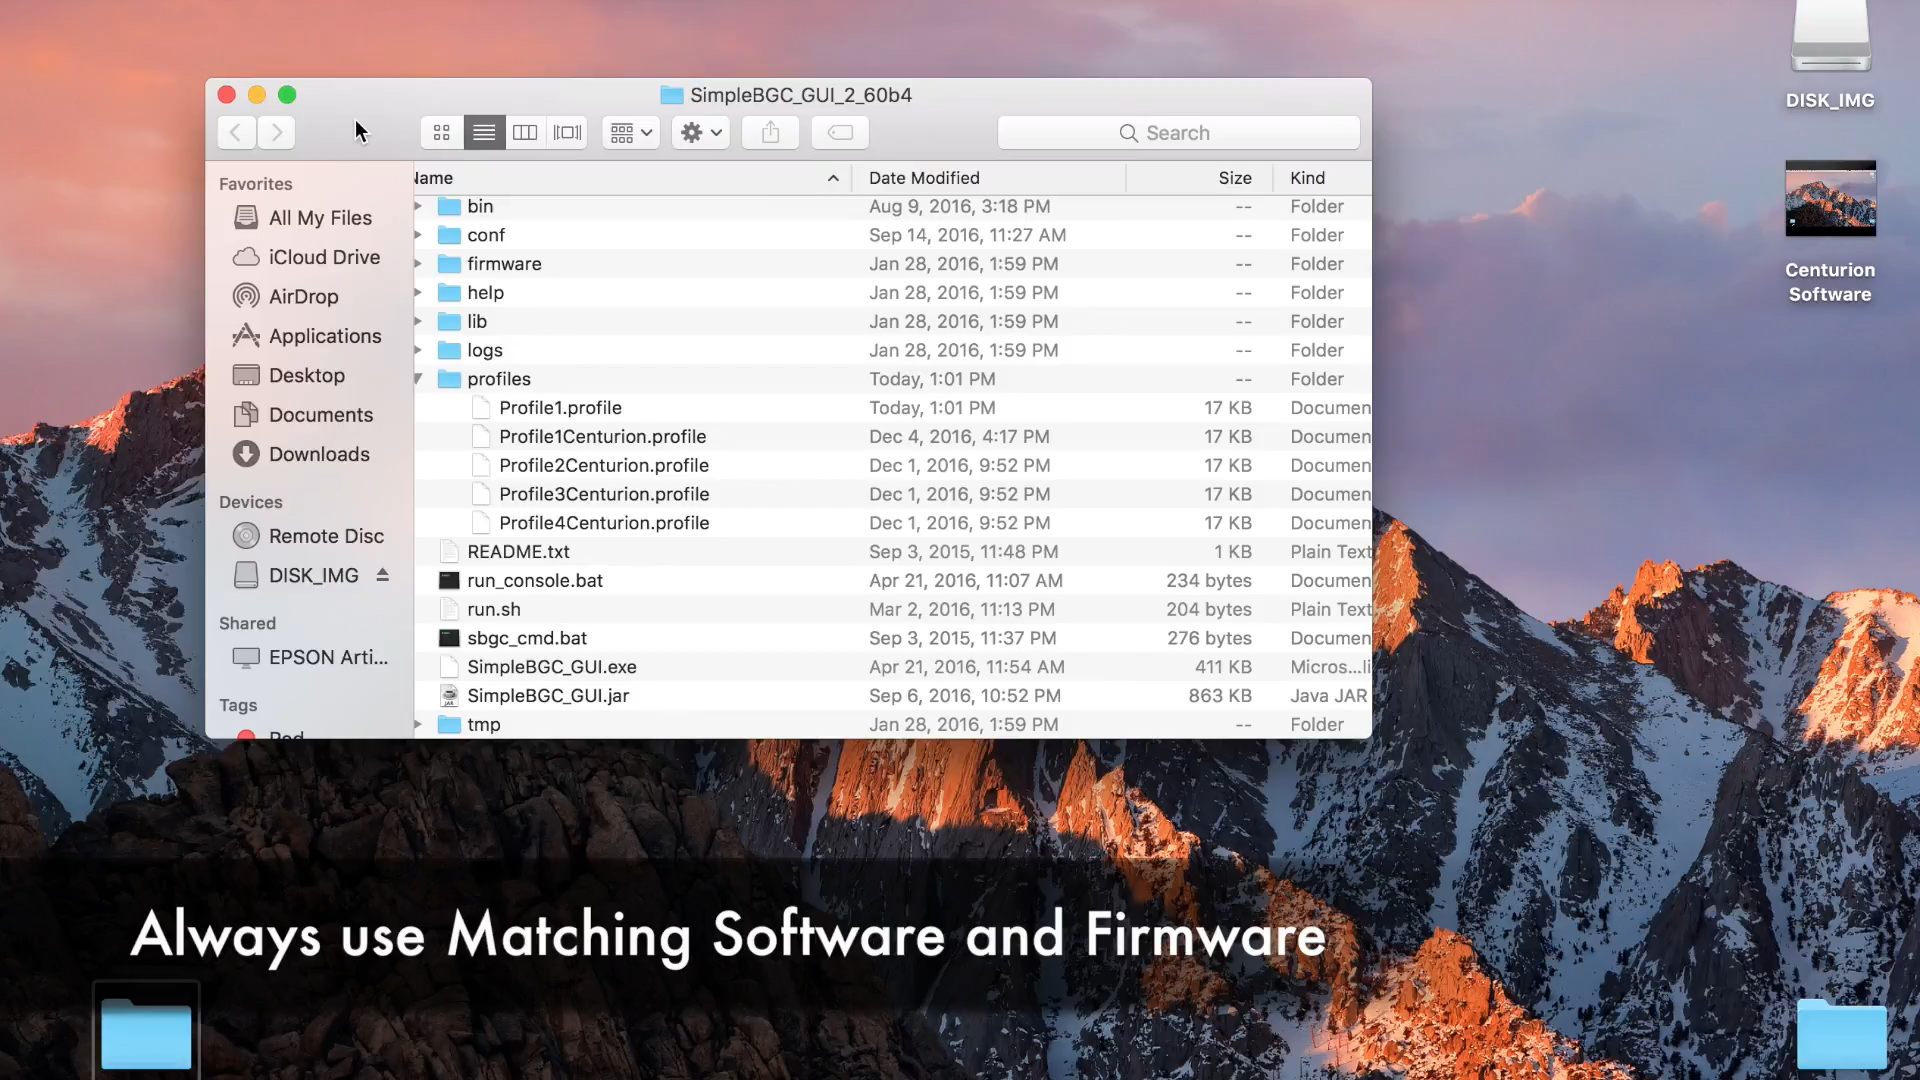 SimpleBGC_GUI_2_60b4
Search
Name Date Modified Size Kind
Favorites
All My Files
iCloud Drive
AirDrop
Applications
Desktop
Documents
Downloads
Devices
Remote Disc
DISK_IMG
Shared
EPSON Arti...
Tags
Red
bin Aug 9, 2016, 3:18 PM -- Folder
conf Sep 14, 2016, 11:27 AM -- Folder
firmware Jan 28, 2016, 1:59 PM -- Folder
help Jan 28, 2016, 1:59 PM -- Folder
lib Jan 28, 2016, 1:59 PM -- Folder
logs Jan 28, 2016, 1:59 PM -- Folder
profiles Today, 1:01 PM -- Folder
Profile1.profile Today, 1:01 PM 17 KB Documen
Profile1Centurion.profile Dec 4, 2016, 4:17 PM 17 KB Documen
Profile2Centurion.profile Dec 1, 2016, 9:52 PM 17 KB Documen
Profile3Centurion.profile Dec 1, 2016, 9:52 PM 17 KB Documen
Profile4Centurion.profile Dec 1, 2016, 9:52 PM 17 KB Documen
README.txt Sep 3, 2015, 11:48 PM 1 KB Plain Text
run_console.bat Apr 21, 2016, 11:07 AM 234 bytes Documen
run.sh Mar 2, 2016, 11:13 PM 204 bytes Plain Text
sbgc_cmd.bat Sep 3, 2015, 11:37 PM 276 bytes Documen
SimpleBGC_GUI.exe Apr 21, 2016, 11:54 AM 411 KB Micros...li
SimpleBGC_GUI.jar Sep 6, 2016, 10:52 PM 863 KB Java JAR
tmp Jan 28, 2016, 1:59 PM -- Folder
DISK_IMG
Centurion
Software
Always use Matching Software and Firmware